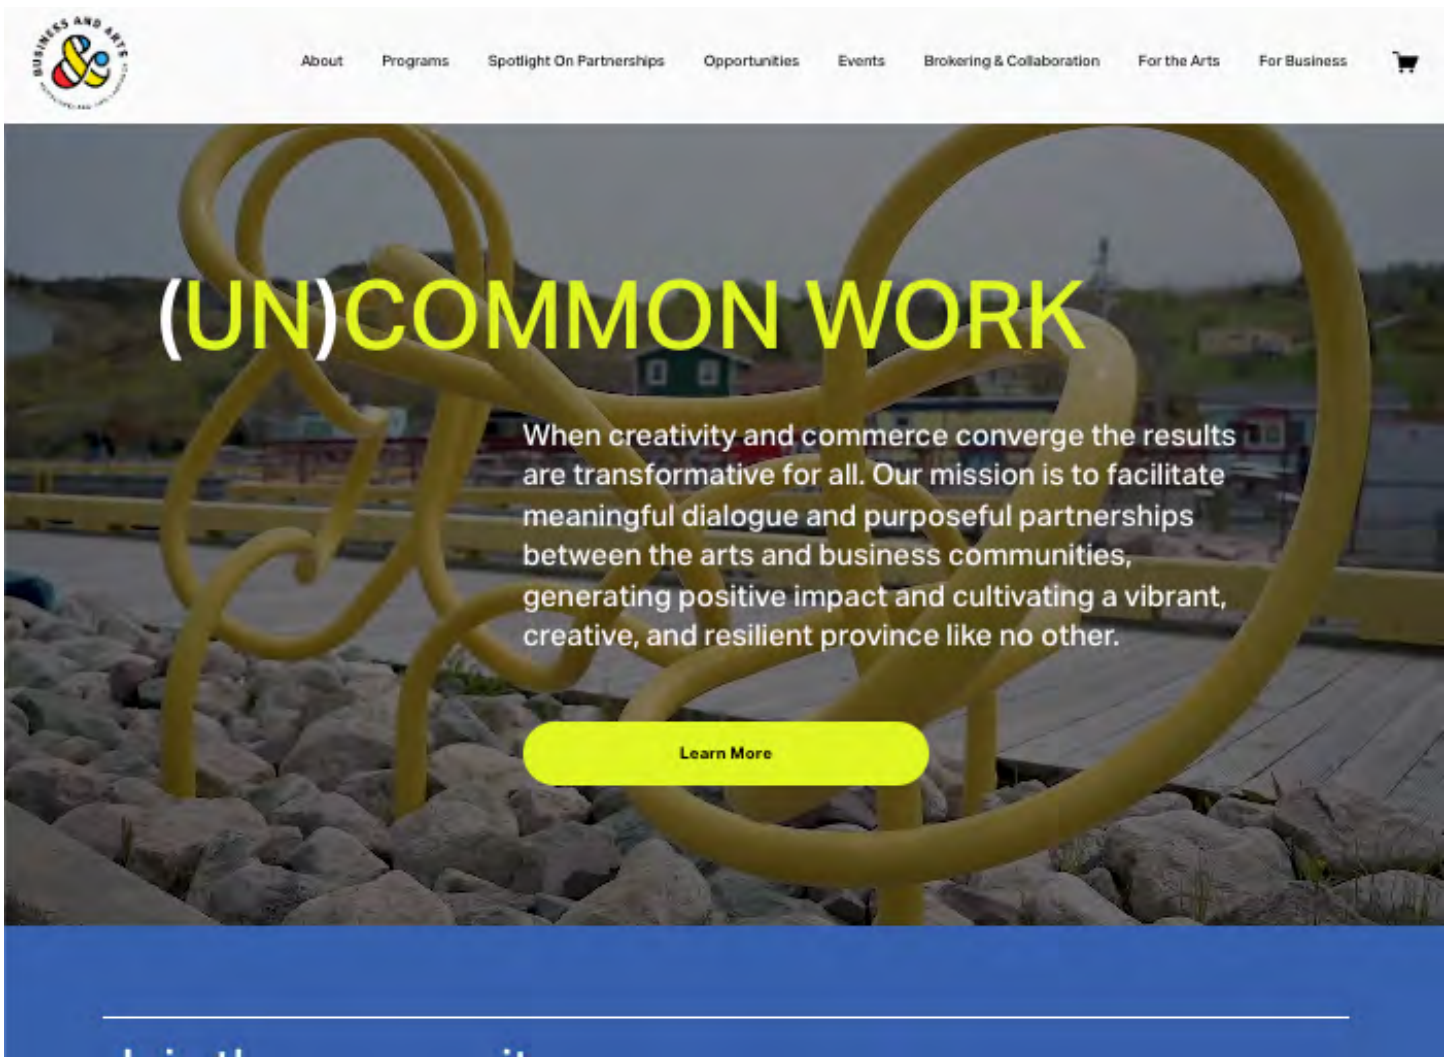 BUSINESS AND ARTS
About
Programs
Spotlight On Partnerships
Opportunities
Events
Brokering & Collaboration
For the Arts
For Business
(UN)COMMON WORK
When creativity and commerce converge the results
are transformative for all. Our mission is to facilitate
meaningful dialogue and purposeful partnerships
between the arts and business communities,
generating positive impact and cultivating a vibrant,
creative, and resilient province like no other.
Learn More